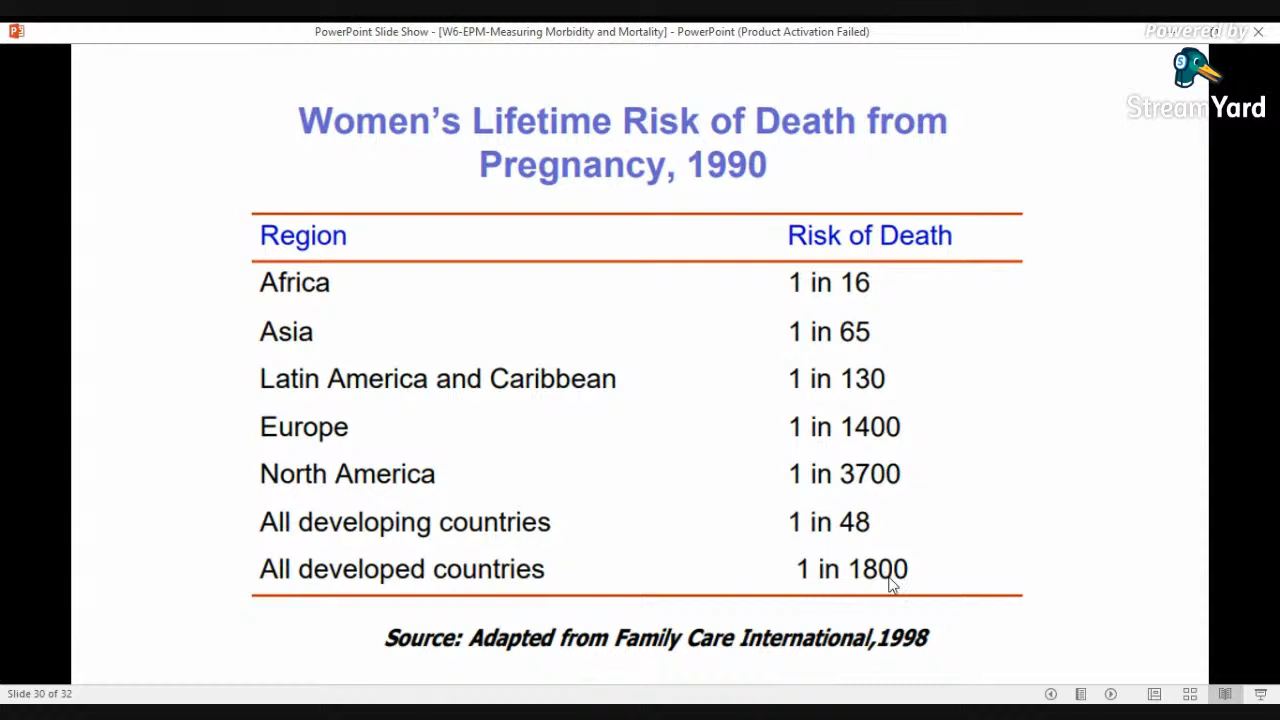 PowerPoint Slide Show - [W6-EPM-Measuring Morbidity and Mortality] - PowerPoint (Product Activation Failed)
Powered by
StreamYard
Women's Lifetime Risk of Death from
Pregnancy, 1990
Region Risk of Death
Africa 1 in 16
Asia 1 in 65
Latin America and Caribbean 1 in 130
Europe 1 in 1400
North America 1 in 3700
All developing countries 1 in 48
All developed countries 1 in 1800
Source: Adapted from Family Care International,1998
Slide 30 of 32